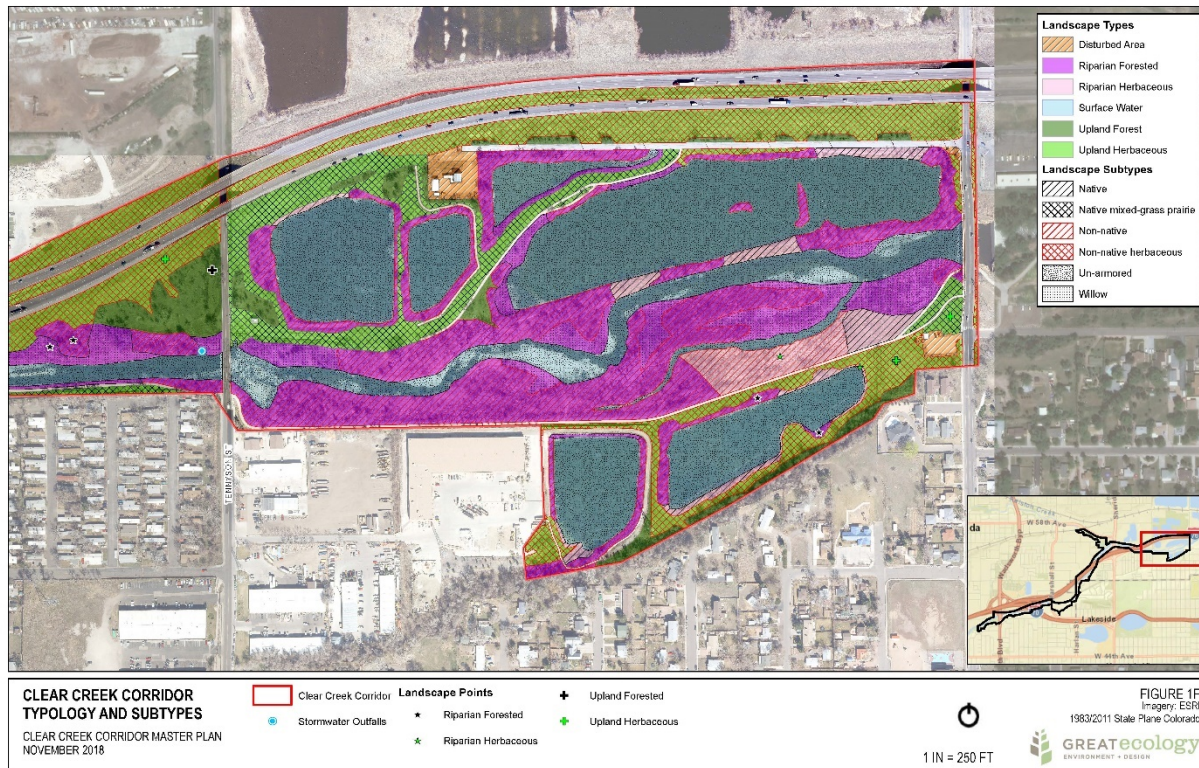 Landscape Types
Disturbed Area
Riparian Forested
Riparian Herbaceous
Surface Water
Upland Forest
Upland Herbaceous
Landscape Subtypes
Native
Native mixed-grass prairie
Non-native
Non-native herbaceous
Un-armored
Willow
TENNYSON ST
da
W 50th Ave
Lakeside
W 44th Ave
CLEAR CREEK CORRIDOR
TYPOLOGY AND SUBTYPES
CLEAR CREEK CORRIDOR MASTER PLAN
NOVEMBER 2018
Clear Creek Corridor
Stormwater Outfalls
Landscape Points
Riparian Forested
Riparian Herbaceous
Upland Forested
Upland Herbaceous
1 IN = 250 FT
FIGURE 1F
Imagery: ESRI
1983/2011 State Plane Colorado
GREATecology
ENVIRONMENT + DESIGN